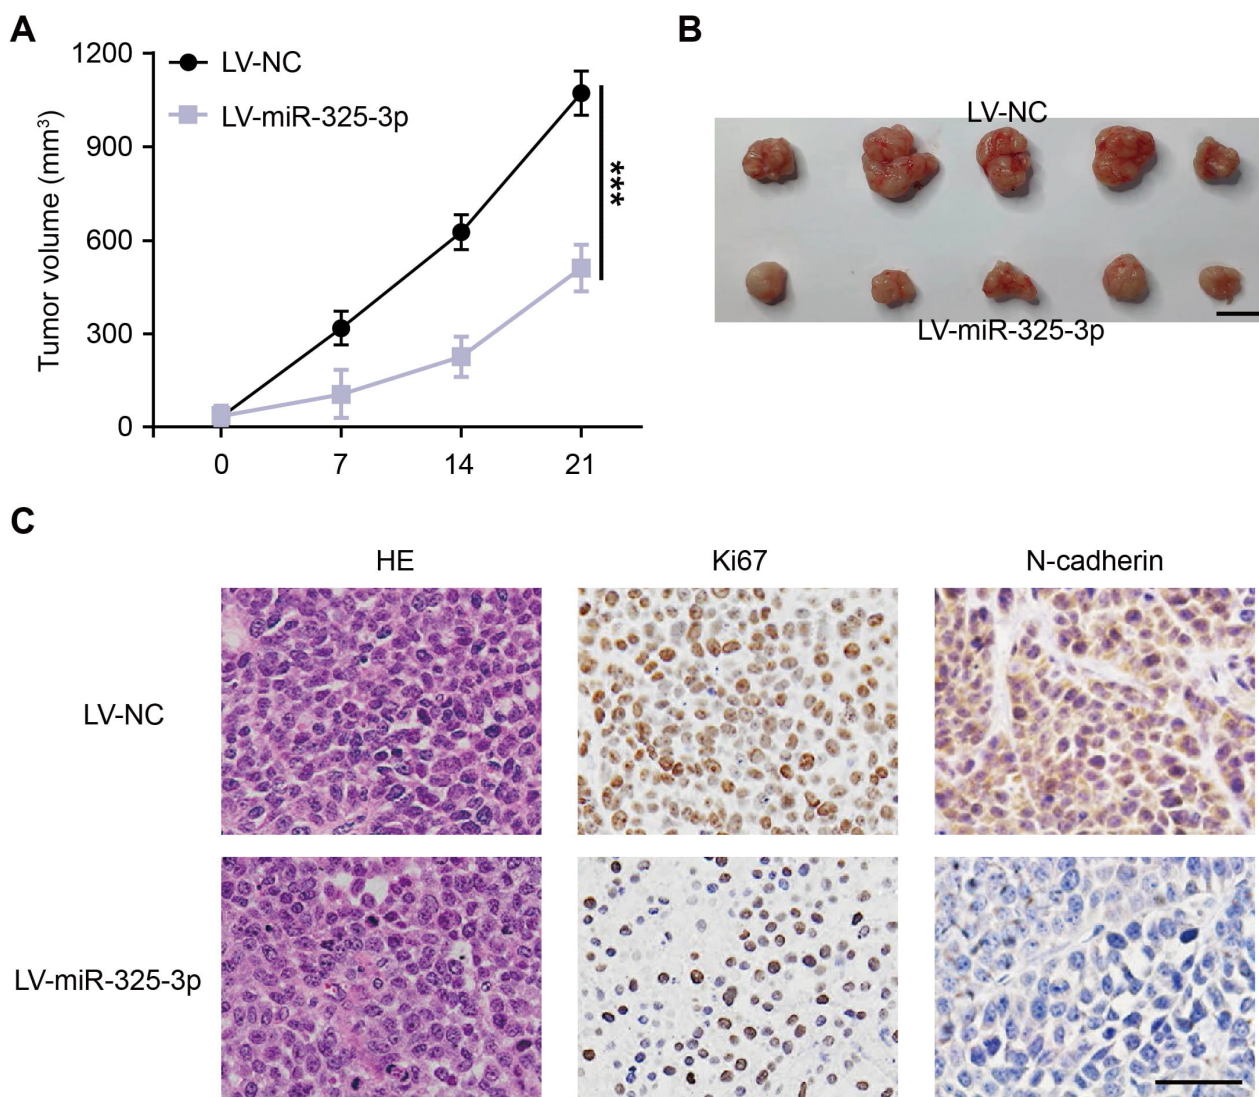 A
B
1200
900
600
300
0
Tumor volume (mm³)
LV-NC
LV-miR-325-3p
***
0 7 14 21
LV-NC
LV-miR-325-3p
C
HE Ki67 N-cadherin
LV-NC
LV-miR-325-3p